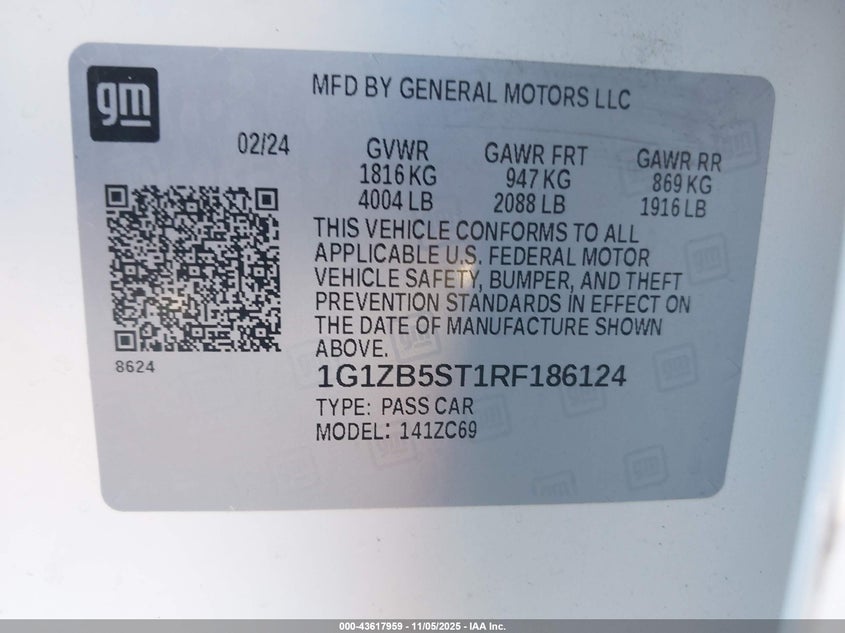 gm
MFD BY GENERAL MOTORS LLC
02/24
GVWR
1816 KG
4004 LB
GAWR FRT
947 KG
2088 LB
GAWR RR
869 KG
1916 LB
THIS VEHICLE CONFORMS TO ALL
APPLICABLE U.S. FEDERAL MOTOR
VEHICLE SAFETY, BUMPER, AND THEFT
PREVENTION STANDARDS IN EFFECT ON
THE DATE OF MANUFACTURE SHOWN
ABOVE.
8624
1G1ZB5ST1RF186124
TYPE: PASS CAR
MODEL: 141ZC69
000-43617959 - 11/05/2025 - IAA Inc.